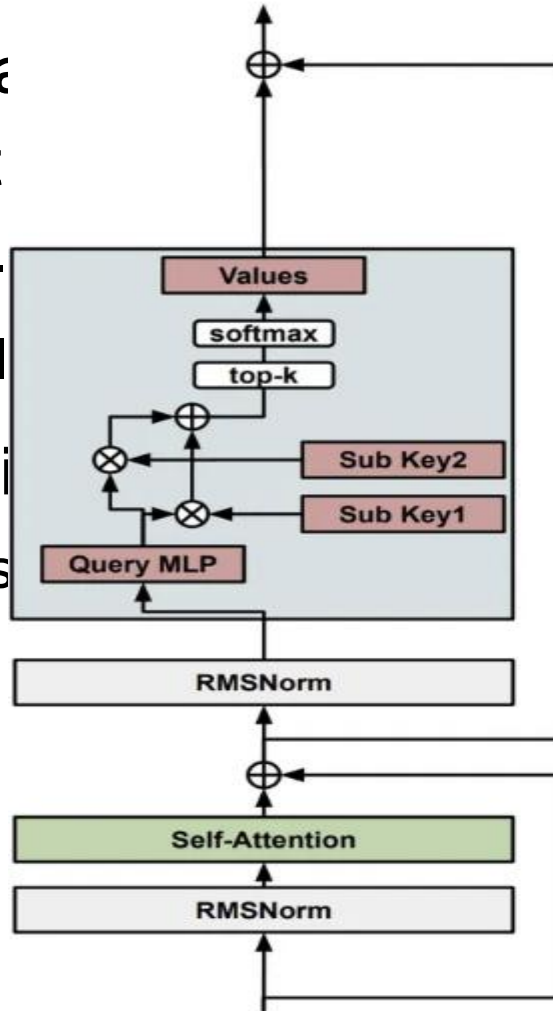 Values
softmax
top-k
Sub Key2
Sub Key1
Query MLP
RMSNorm
Self-Attention
RMSNorm